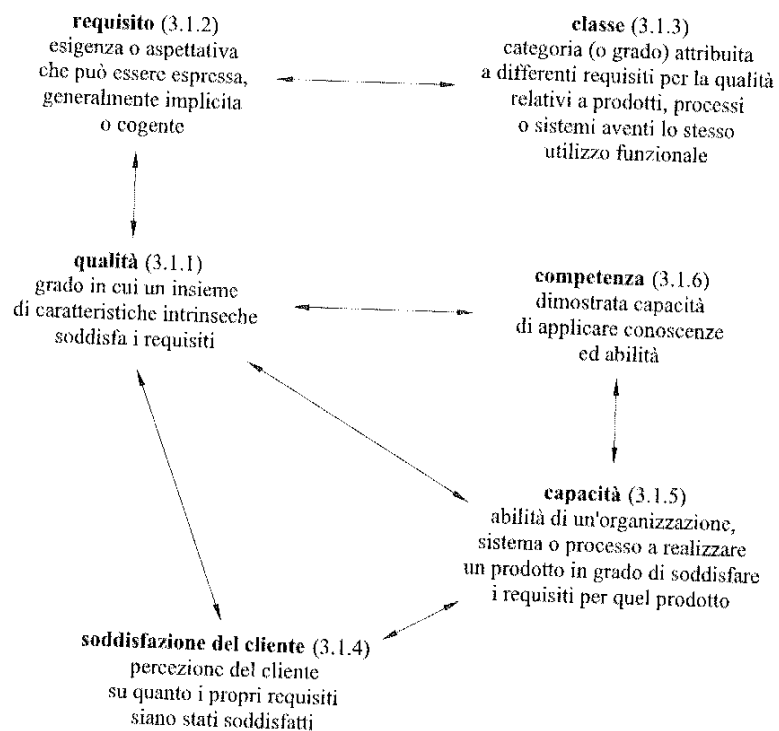 requisito (3.1.2)
esigenza o aspettativa
che può essere espressa,
generalmente implicita
o cogente
classe (3.1.3)
categoria (o grado) attribuita
a differenti requisiti per la qualità
relativi a prodotti, processi
o sistemi aventi lo stesso
utilizzo funzionale
qualità (3.1.1)
grado in cui un insieme
di caratteristiche intrinseche
soddisfa i requisiti
competenza (3.1.6)
dimostrata capacità
di applicare conoscenze
ed abilità
capacità (3.1.5)
abilità di un'organizzazione,
sistema o processo a realizzare
un prodotto in grado di soddisfare
i requisiti per quel prodotto
soddisfazione del cliente (3.1.4)
percezione del cliente
su quanto i propri requisiti
siano stati soddisfatti